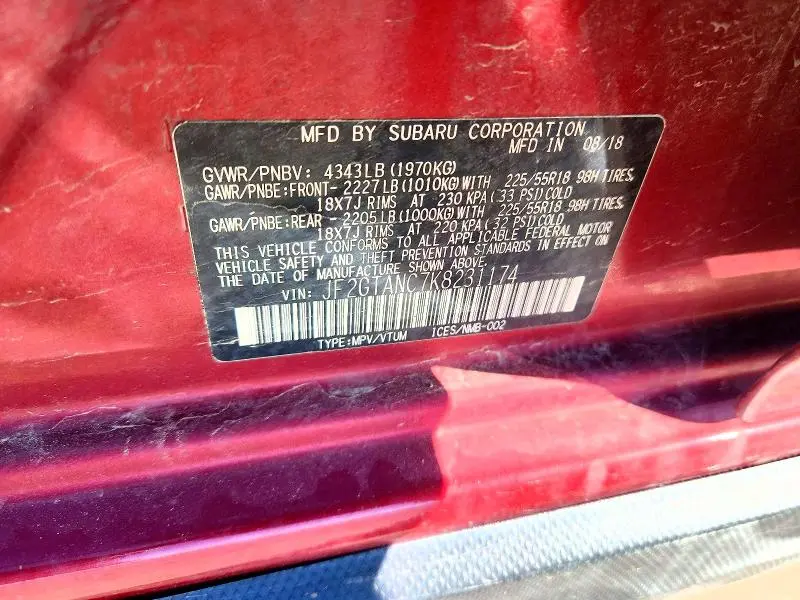 MFD BY SUBARU CORPORATION
MFD IN 08/18
GVWR/PNBV: 4343LB(1970KG)
GAWR/PNBE:FRONT-2227LB(1010KG)WITH 225/55R18 98H TIRES,
18X7J RIMS AT 230 KPA(33 PSI)COLD
GAWR/PNBE:REAR -2205LB(1000KG)WITH 225/55R18 98H TIRES,
18X7J RIMS AT 220 KPA(32 PSI)COLD
THIS VEHICLE CONFORMS TO ALL APPLICABLE FEDERAL MOTOR
VEHICLE SAFETY AND THEFT PREVENTION STANDARDS IN EFFECT ON
THE DATE OF MANUFACTURE SHOWN ABOVE.
VIN: JF2GTANC7K8231174
TYPE:MPV/VTUM ICES/NMB-002